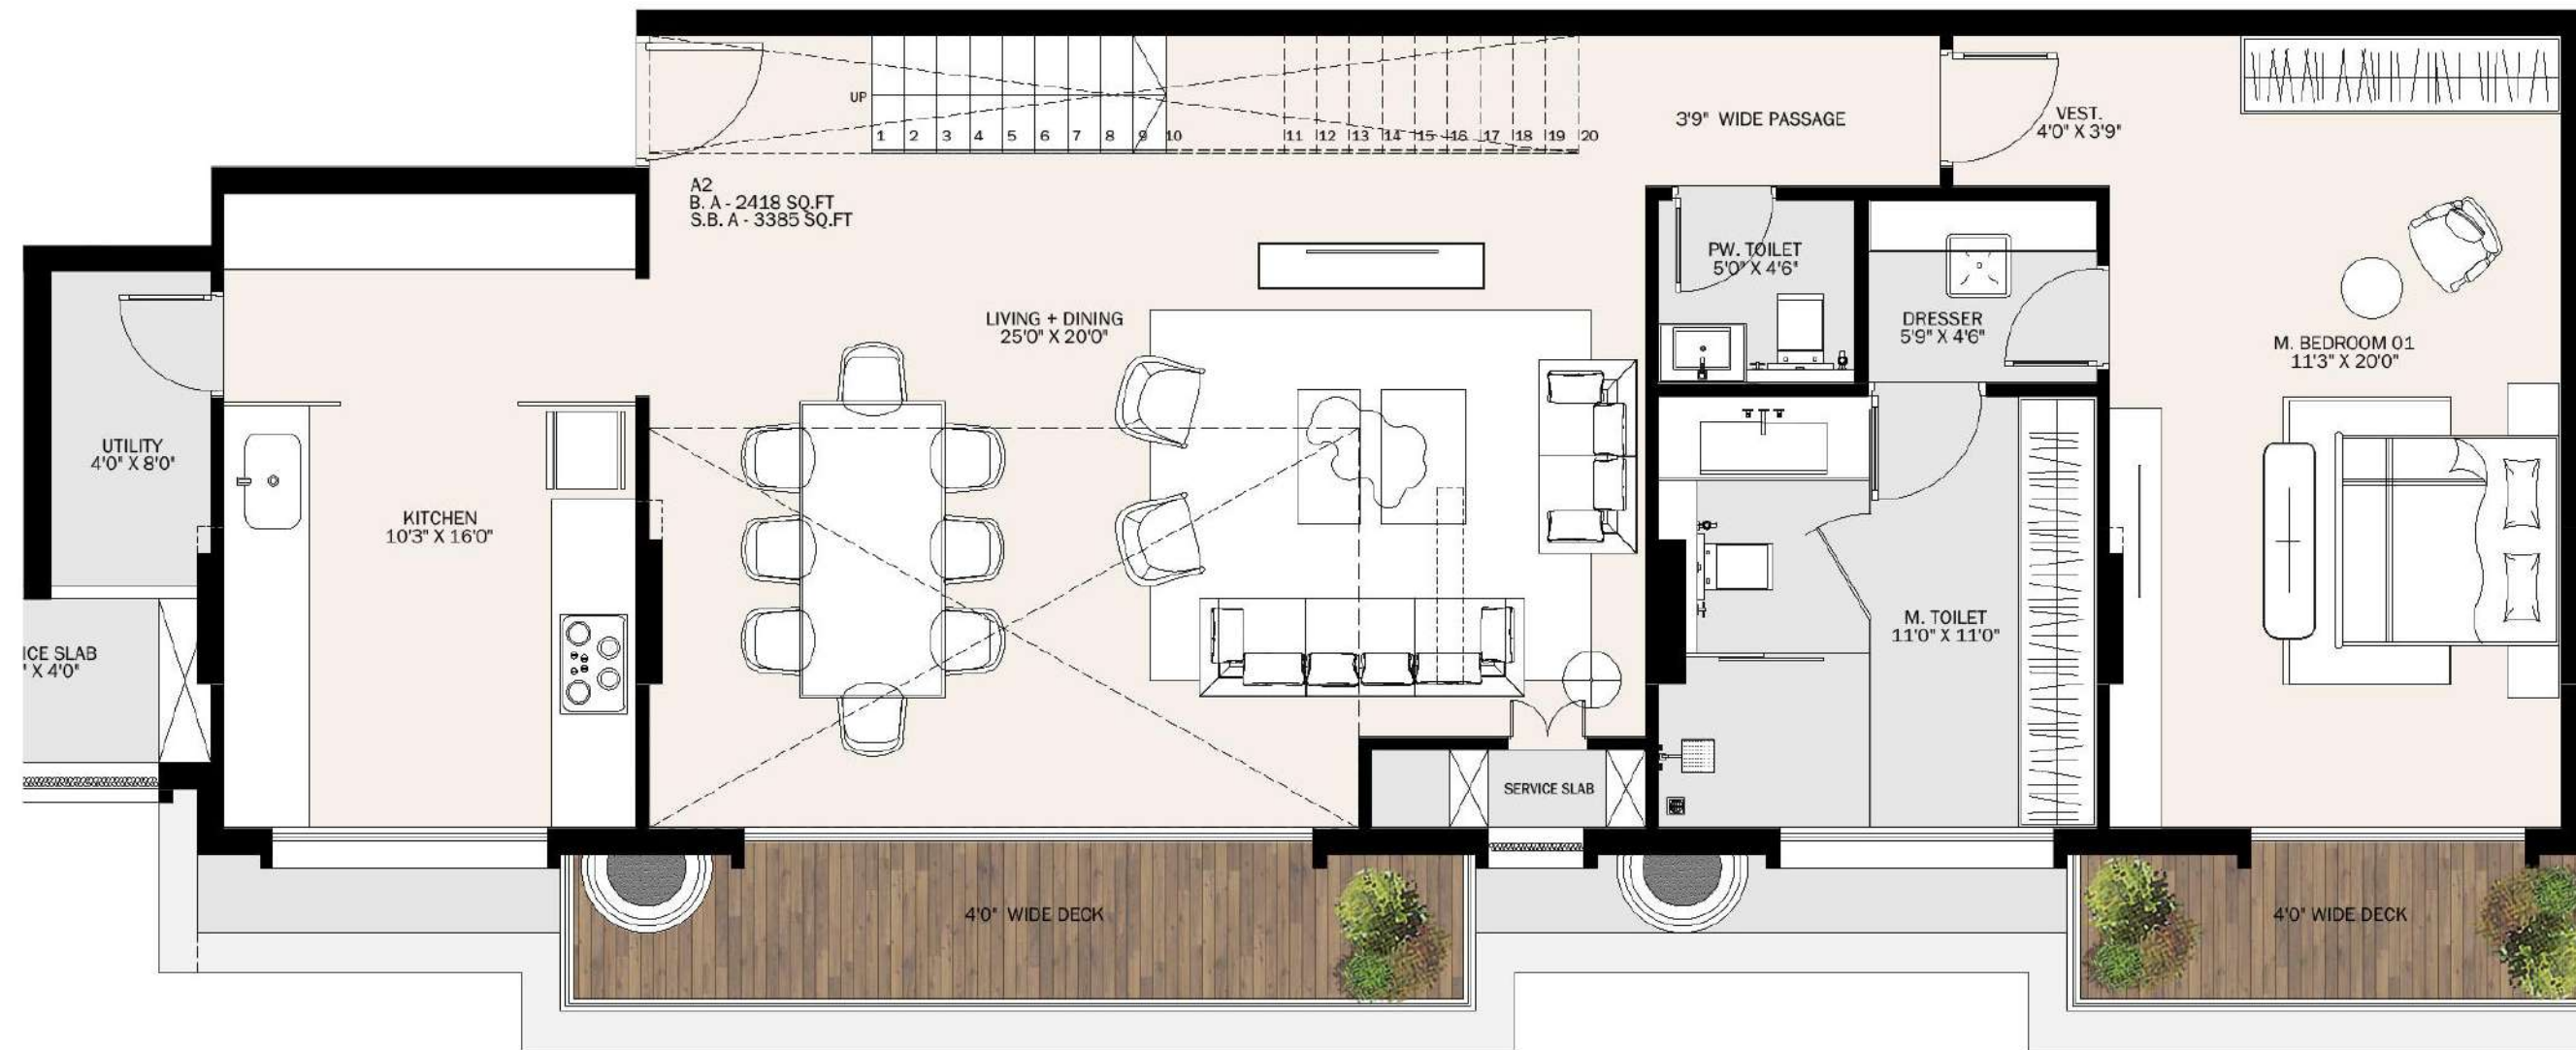 UP
1 2 3 4 5 6 7 8 9 10 11 12 13 14 15 16 17 18 19 20
3'9" WIDE PASSAGE
VEST.
4'0" X 3'9"
A2
B. A - 2418 SQ.FT
S.B. A - 3385 SQ.FT
PW. TOILET
5'0" X 4'6"
LIVING + DINING
25'0" X 20'0"
DRESSER
5'9" X 4'6"
M. BEDROOM 01
11'3" X 20'0"
UTILITY
4'0" X 8'0"
KITCHEN
10'3" X 16'0"
M. TOILET
11'0" X 11'0"
ICE SLAB
" X 4'0"
SERVICE SLAB
4'0" WIDE DECK
4'0" WIDE DECK